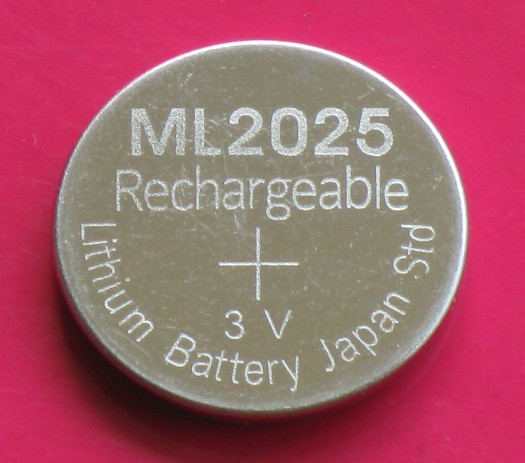 ML2025
Rechargeable
+
3 V
Lithium Battery Japan Std